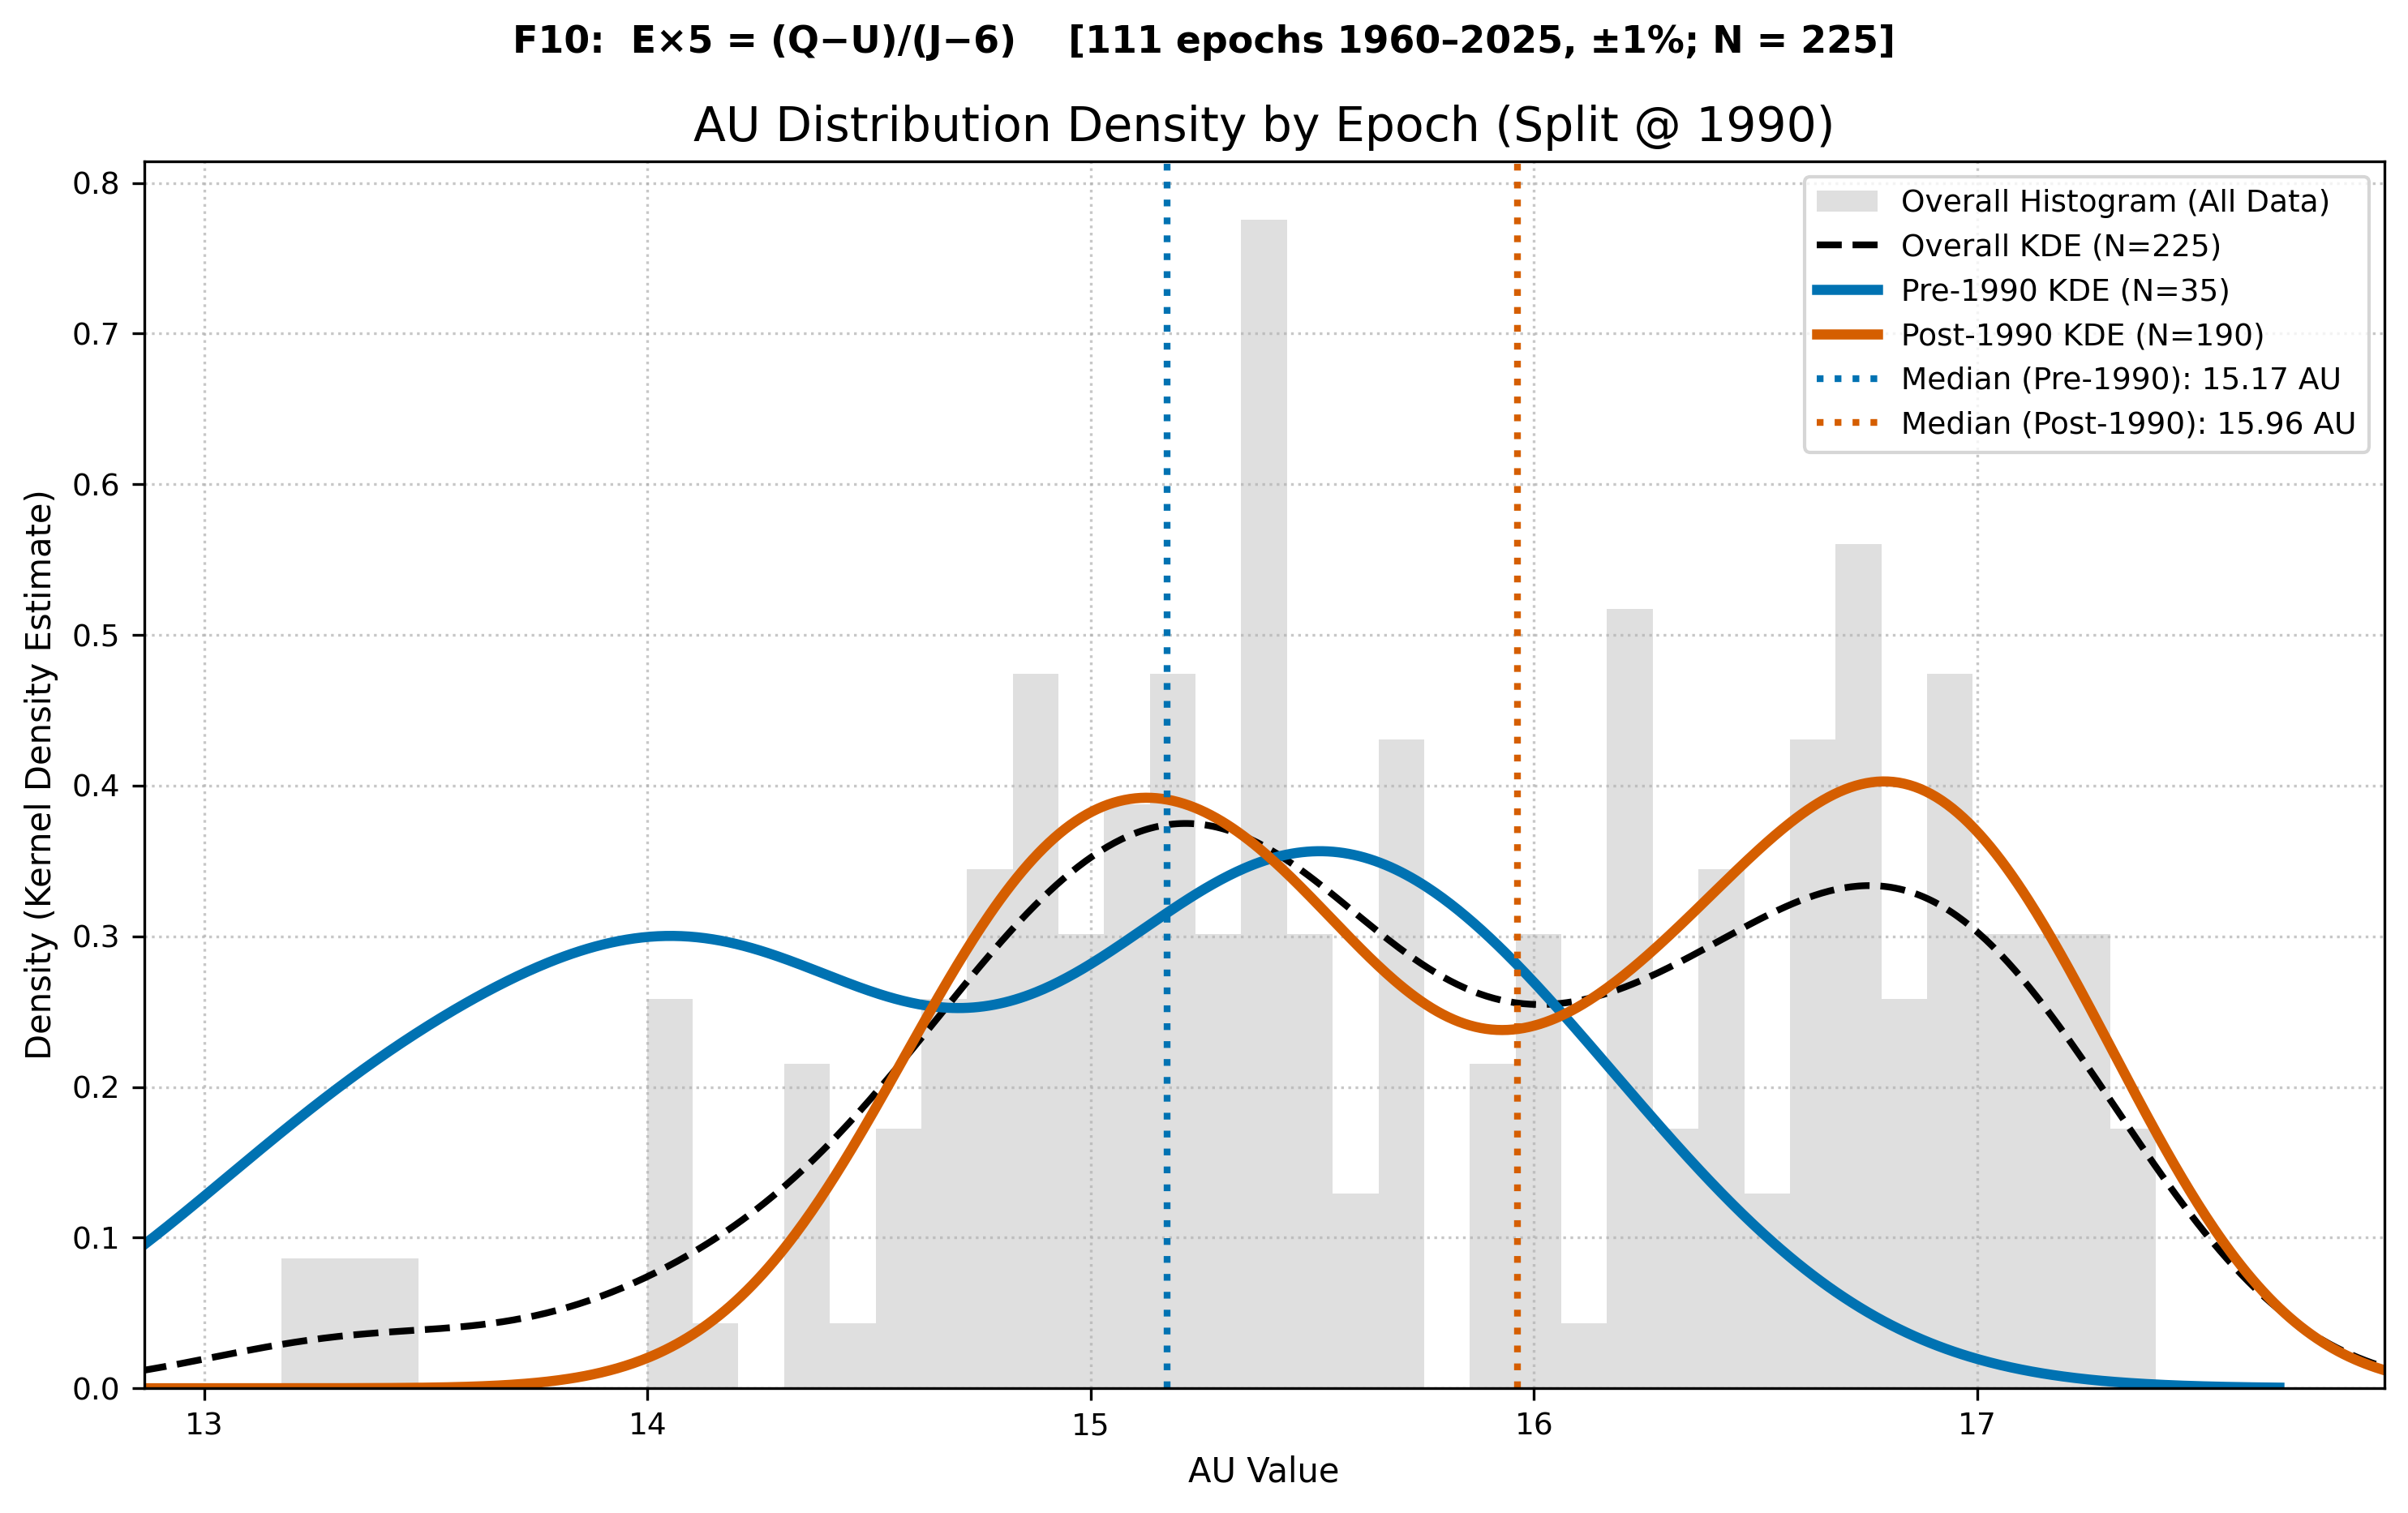 F10:  E×5 = (Q−U)/(J−6)    [111 epochs 1960–2025, ±1%; N = 225]
AU Distribution Density by Epoch (Split @ 1990)
Overall Histogram (All Data)
Overall KDE (N=225)
Pre-1990 KDE (N=35)
Post-1990 KDE (N=190)
Median (Pre-1990): 15.17 AU
Median (Post-1990): 15.96 AU
Density (Kernel Density Estimate)
0.8
0.7
0.6
0.5
0.4
0.3
0.2
0.1
0.0
13 14 15 16 17
AU Value